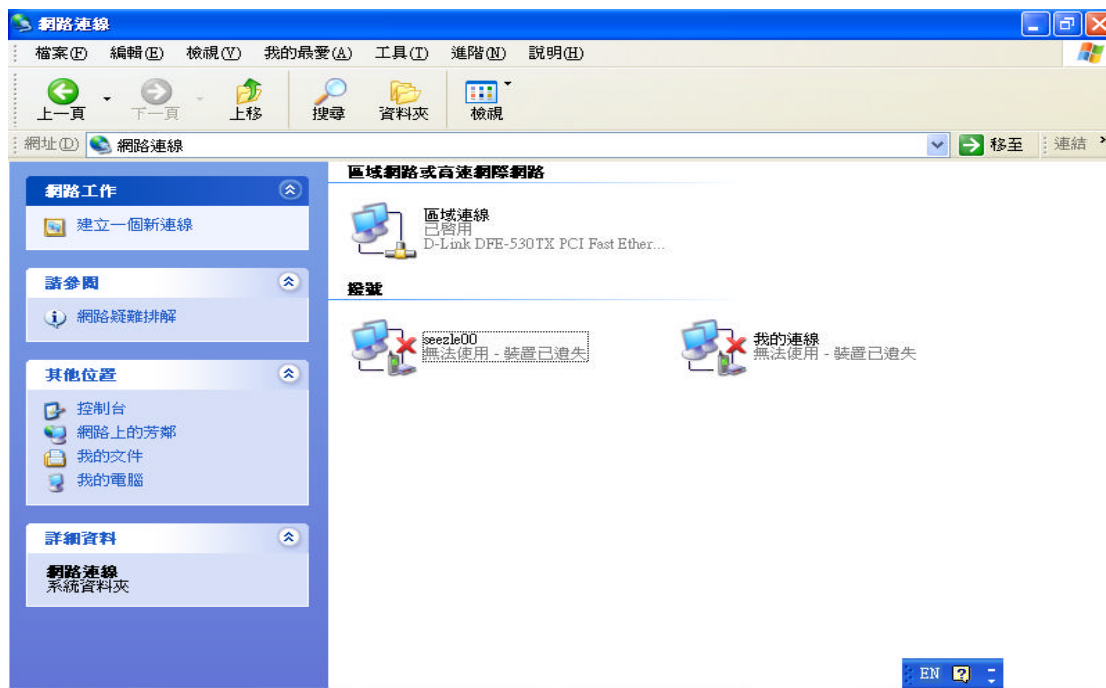 網路連線
檔案(F) 編輯(E) 檢視(V) 我的最愛(A) 工具(T) 進階(N) 說明(H)
上一頁 下一頁 上移 搜尋 資料夾 檢視
網址(D) 網路連線 移至 連結
網路工作
建立一個新連線
請參閱
網路疑難排解
其他位置
控制台
網路上的芳鄰
我的文件
我的電腦
詳細資料
網路連線
系統資料夾
區域網路或高速網際網路
區域連線
已啓用
D-Link DFE-530TX PCI Fast Ether...
撥號
seezle00
無法使用 - 裝置已遺失
我的連線
無法使用 - 裝置已遺失
EN